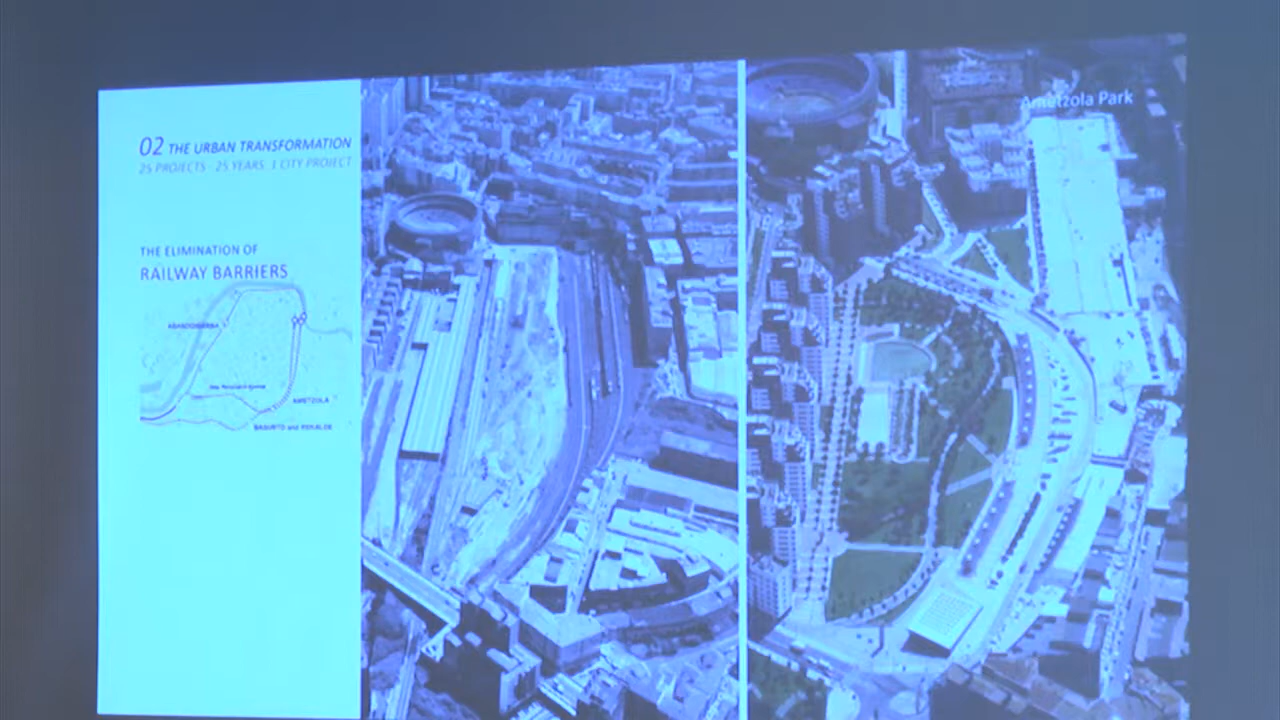 02 THE URBAN TRANSFORMATION
25 PROJECTS · 25 YEARS. 1 CITY PROJECT
THE ELIMINATION OF
RAILWAY BARRIERS
ABANDOIBARRA
AMETZOLA
BASURTO and
Ametzola Park